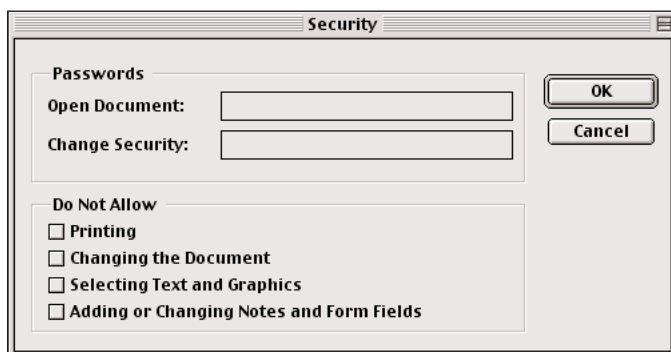 Security
Passwords
Open Document:
Change Security:
OK
Cancel
Do Not Allow
Printing
Changing the Document
Selecting Text and Graphics
Adding or Changing Notes and Form Fields